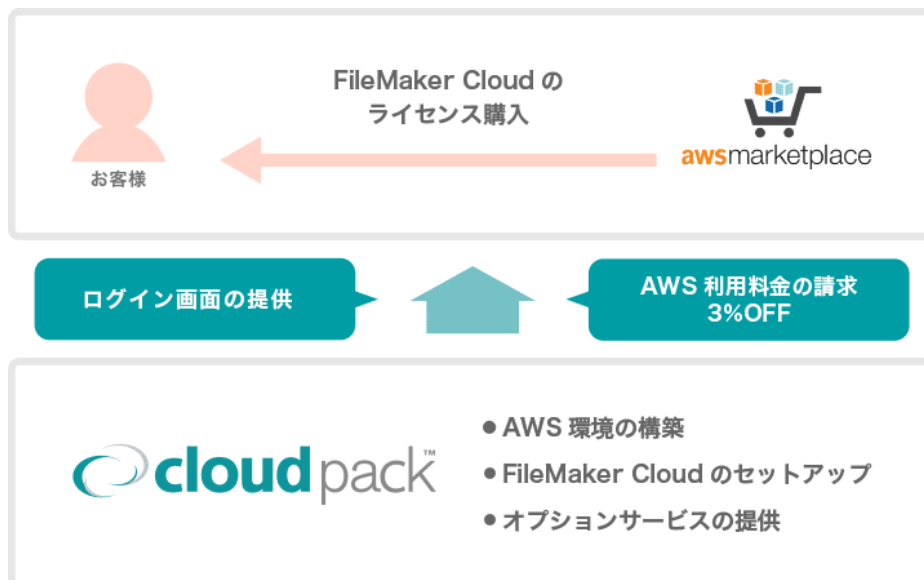 FileMaker Cloud の
ライセンス購入
お客様
awsmarketplace
ログイン画面の提供
AWS 利用料金の請求
3%OFF
cloudpack™
● AWS 環境の構築
● FileMaker Cloud のセットアップ
● オプションサービスの提供